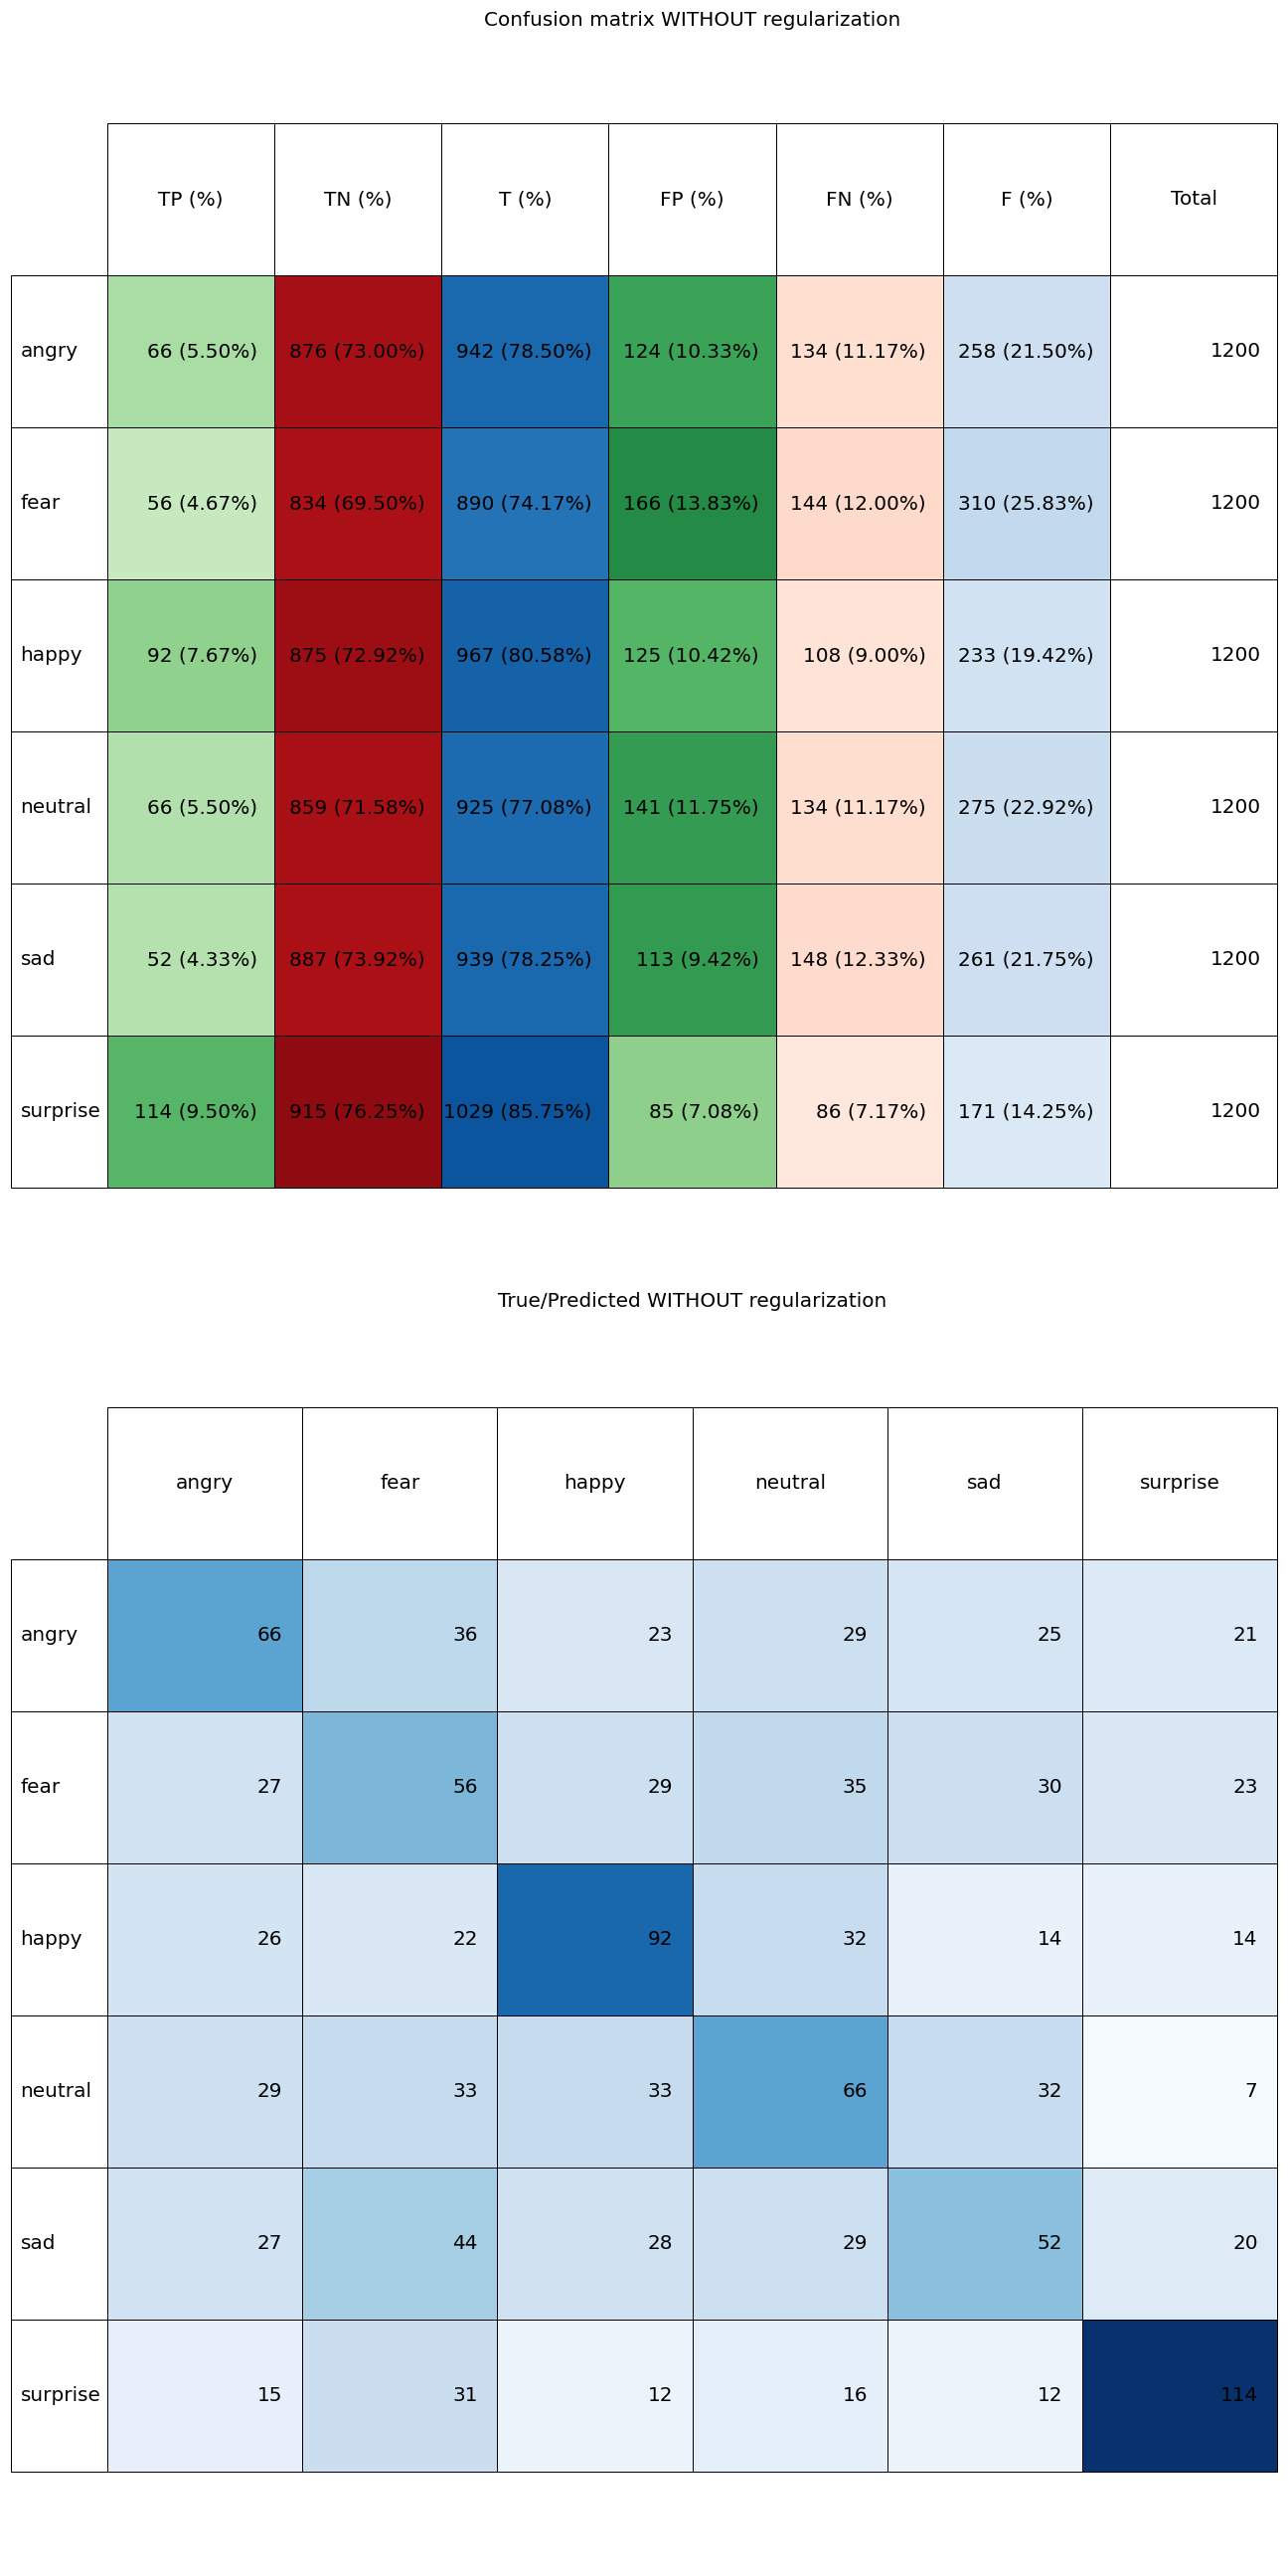 Confusion matrix WITHOUT regularization
TP (%) TN (%) T (%) FP (%) FN (%) F (%) Total
angry 66 (5.50%) 876 (73.00%) 942 (78.50%) 124 (10.33%) 134 (11.17%) 258 (21.50%) 1200
fear 56 (4.67%) 834 (69.50%) 890 (74.17%) 166 (13.83%) 144 (12.00%) 310 (25.83%) 1200
happy 92 (7.67%) 875 (72.92%) 967 (80.58%) 125 (10.42%) 108 (9.00%) 233 (19.42%) 1200
neutral 66 (5.50%) 859 (71.58%) 925 (77.08%) 141 (11.75%) 134 (11.17%) 275 (22.92%) 1200
sad 52 (4.33%) 887 (73.92%) 939 (78.25%) 113 (9.42%) 148 (12.33%) 261 (21.75%) 1200
surprise 114 (9.50%) 915 (76.25%) 1029 (85.75%) 85 (7.08%) 86 (7.17%) 171 (14.25%) 1200
True/Predicted WITHOUT regularization
angry fear happy neutral sad surprise
angry 66 36 23 29 25 21
fear 27 56 29 35 30 23
happy 26 22 92 32 14 14
neutral 29 33 33 66 32 7
sad 27 44 28 29 52 20
surprise 15 31 12 16 12 114